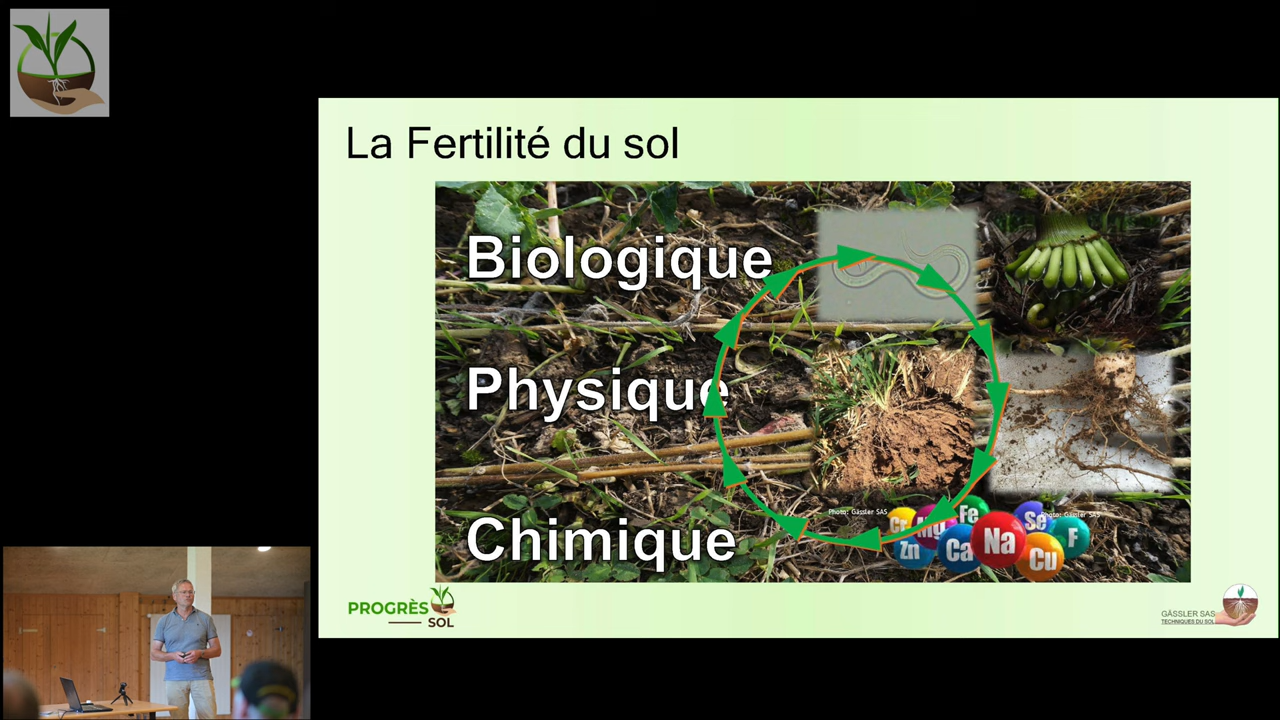 La Fertilité du sol
Biologique
Physique
Chimique
Photo: Gässler SAS
Photo: Gässler SAS
Cr
Mg
Fe
Se
F
Zn
Ca
Na
Cu
PROGRÈS
SOL
GÄSSLER SAS
TECHNIQUES DU SOL